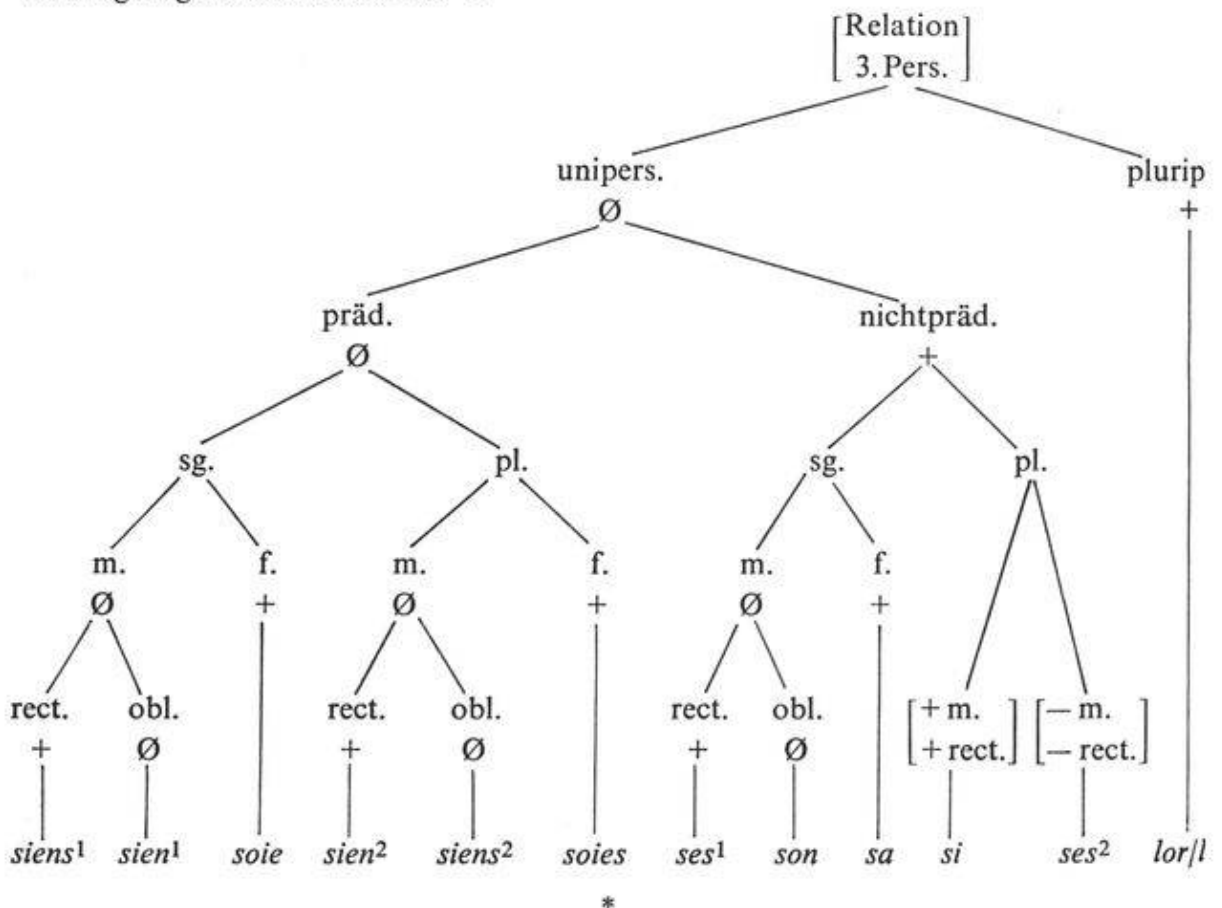 Relation
3. Pers.
unipers. plurip
Ø +
präd. nichtpräd.
Ø +
sg. pl. sg. pl.
m. f. m. f. m. f.
Ø + Ø + Ø +
rect. obl. rect. obl. rect. obl. [+ m. [— m.
+ Ø + Ø + Ø + rect.] — rect.]
siens¹ sien¹ soie sien² siens² soies ses¹ son sa si ses² lor/l
*